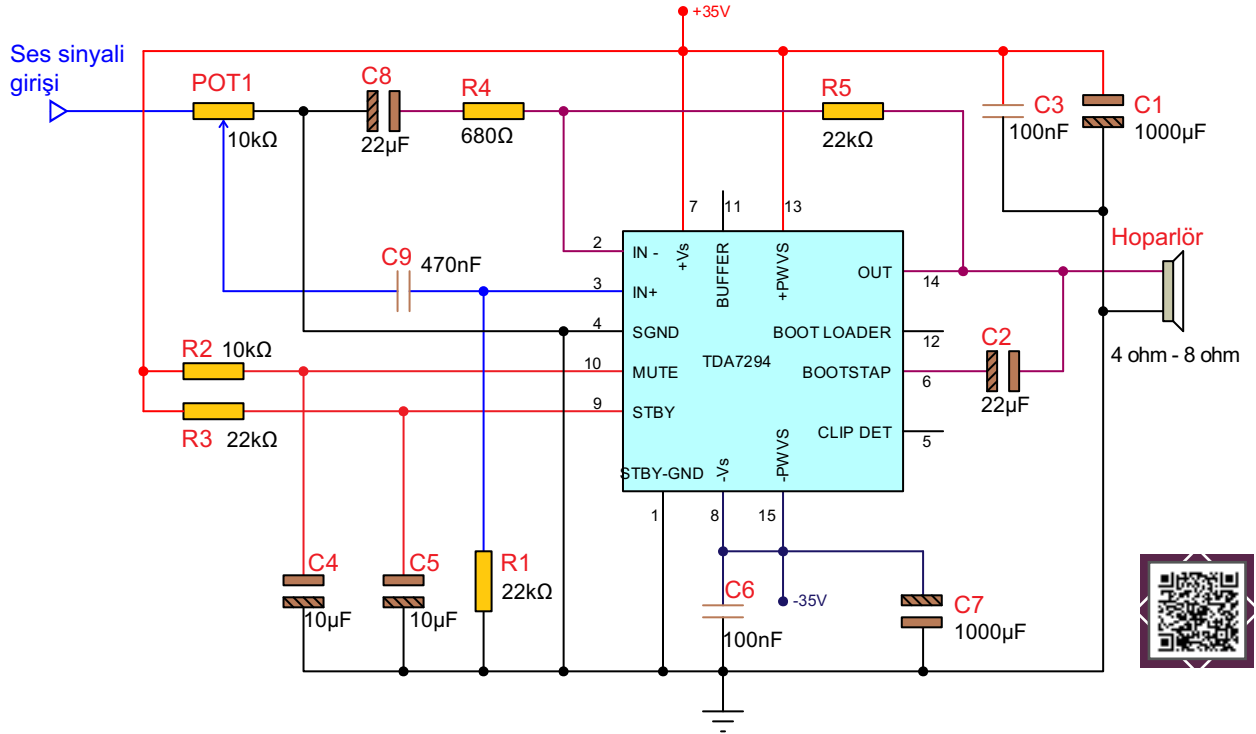 +35V
Ses sinyali
girişi
POT1
10kΩ
C8
22µF
R4
680Ω
R5
22kΩ
C3
100nF
C1
1000µF
7
11
13
2
IN -
+Vs
BUFFER
+PWVS
C9
470nF
3
IN+
OUT
14
Hoparlör
4
SGND
BOOT LOADER
12
4 ohm - 8 ohm
R2
10kΩ
10
MUTE
TDA7294
BOOTSTAP
6
C2
22µF
R3
22kΩ
9
STBY
CLIP DET
5
STBY-GND
-Vs
-PWVS
1
8
15
C4
10µF
C5
10µF
R1
22kΩ
C6
100nF
-35V
C7
1000µF